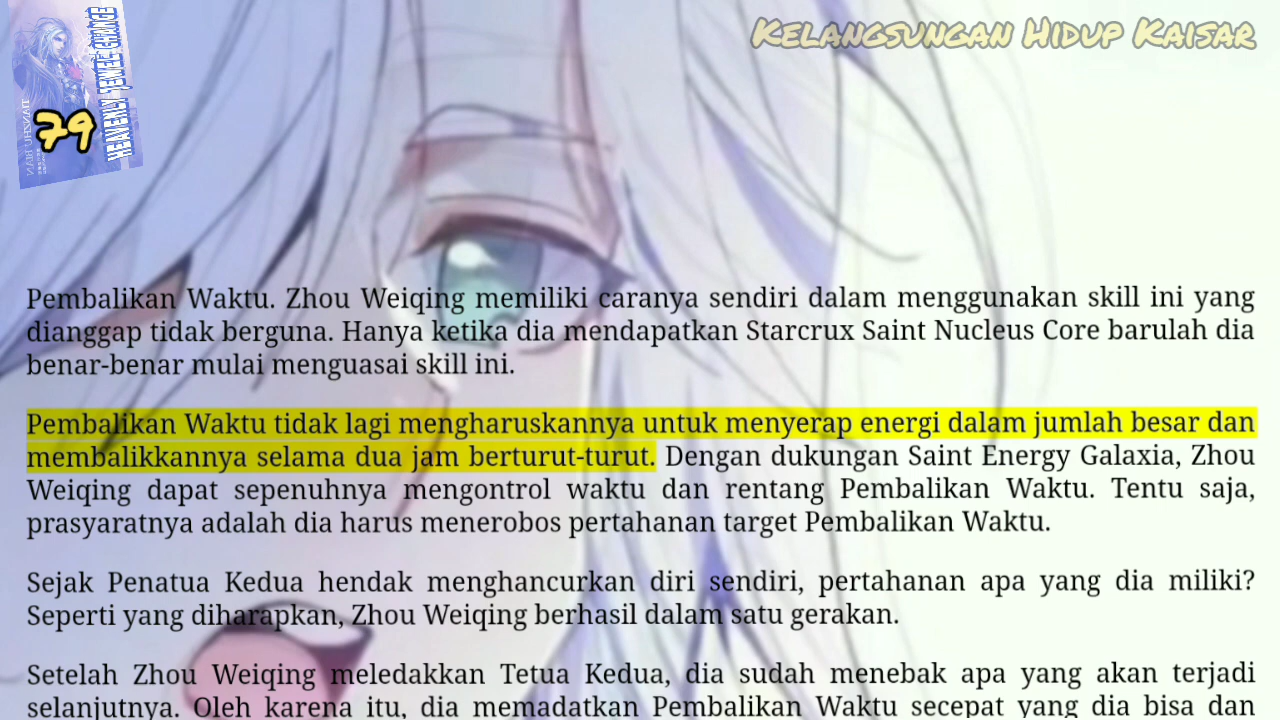 HEAVENLY JEWEL CHANGE
79
Kelangsungan Hidup Kaisar
Pembalikan Waktu. Zhou Weiqing memiliki caranya sendiri dalam menggunakan skill ini yang
dianggap tidak berguna. Hanya ketika dia mendapatkan Starcrux Saint Nucleus Core barulah dia
benar-benar mulai menguasai skill ini.
Pembalikan Waktu tidak lagi mengharuskannya untuk menyerap energi dalam jumlah besar dan
membalikkannya selama dua jam berturut-turut. Dengan dukungan Saint Energy Galaxia, Zhou
Weiqing dapat sepenuhnya mengontrol waktu dan rentang Pembalikan Waktu. Tentu saja,
prasyaratnya adalah dia harus menerobos pertahanan target Pembalikan Waktu.
Sejak Penatua Kedua hendak menghancurkan diri sendiri, pertahanan apa yang dia miliki?
Seperti yang diharapkan, Zhou Weiqing berhasil dalam satu gerakan.
Setelah Zhou Weiqing meledakkan Tetua Kedua, dia sudah menebak apa yang akan terjadi
selanjutnya. Oleh karena itu, dia memadatkan Pembalikan Waktu secepat yang dia bisa dan